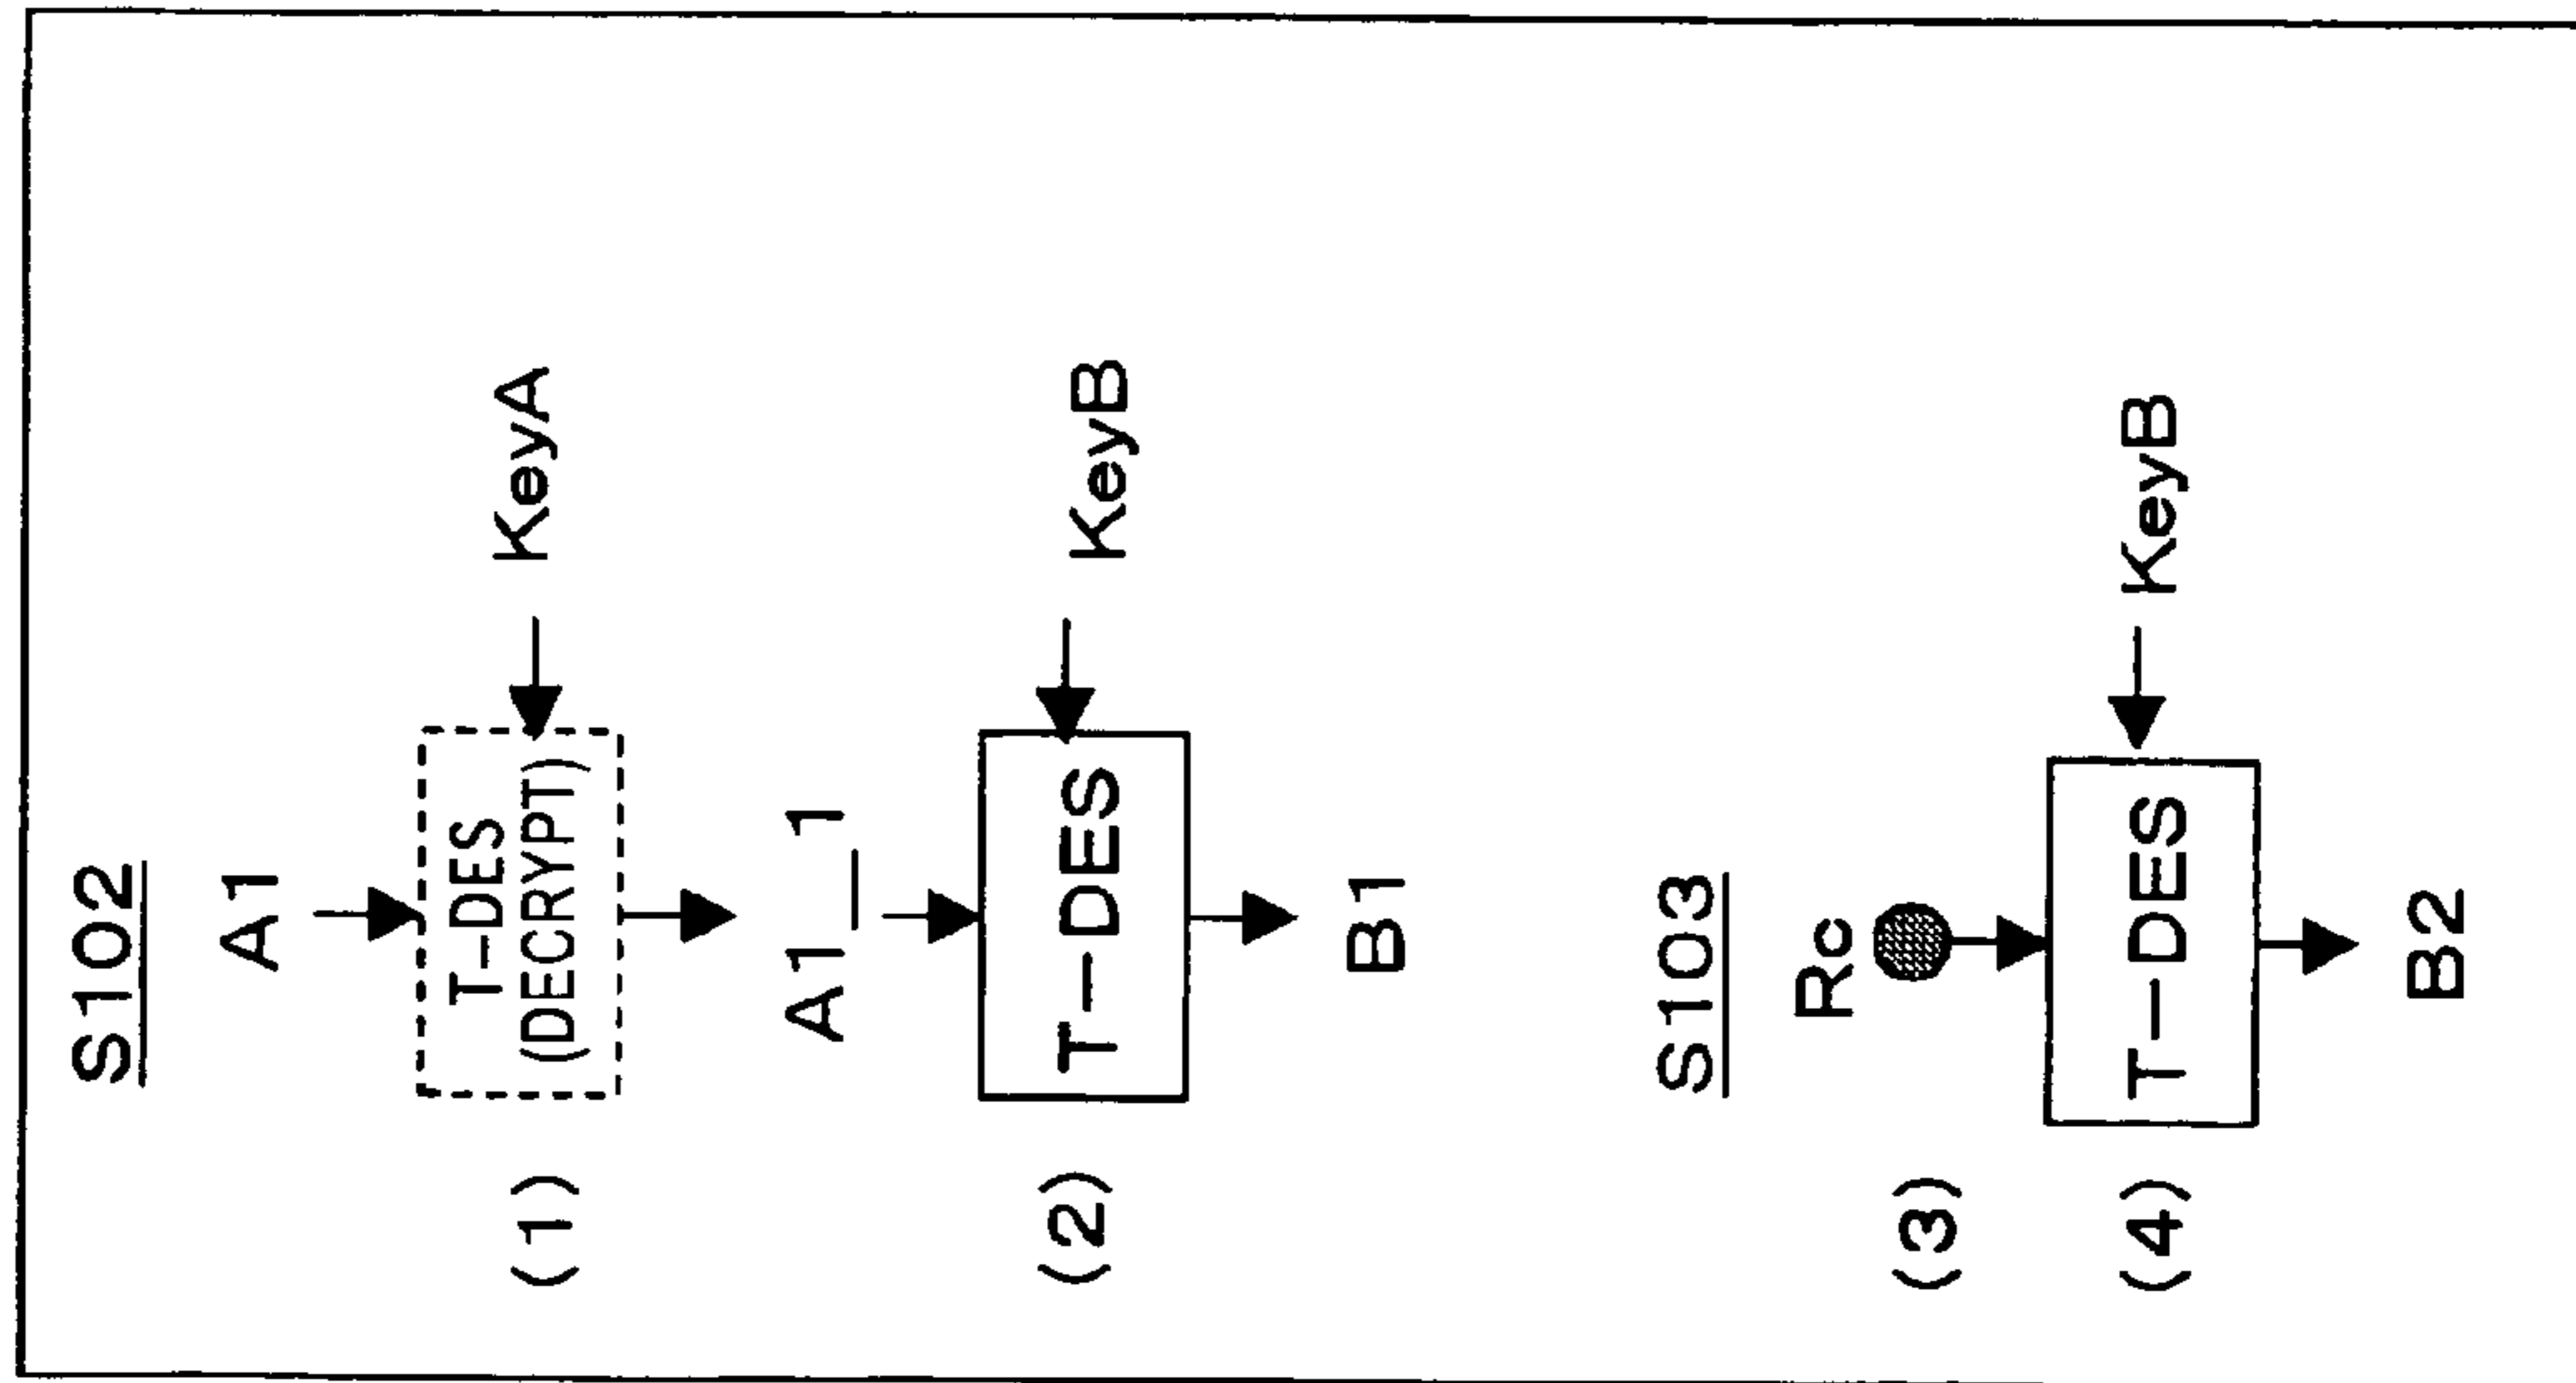 S102
A1
T-DES
(1) (DECRYPT) KeyA
A1_1
(2) T-DES KeyB
B1
S103
Rc
(3)
(4) T-DES KeyB
B2